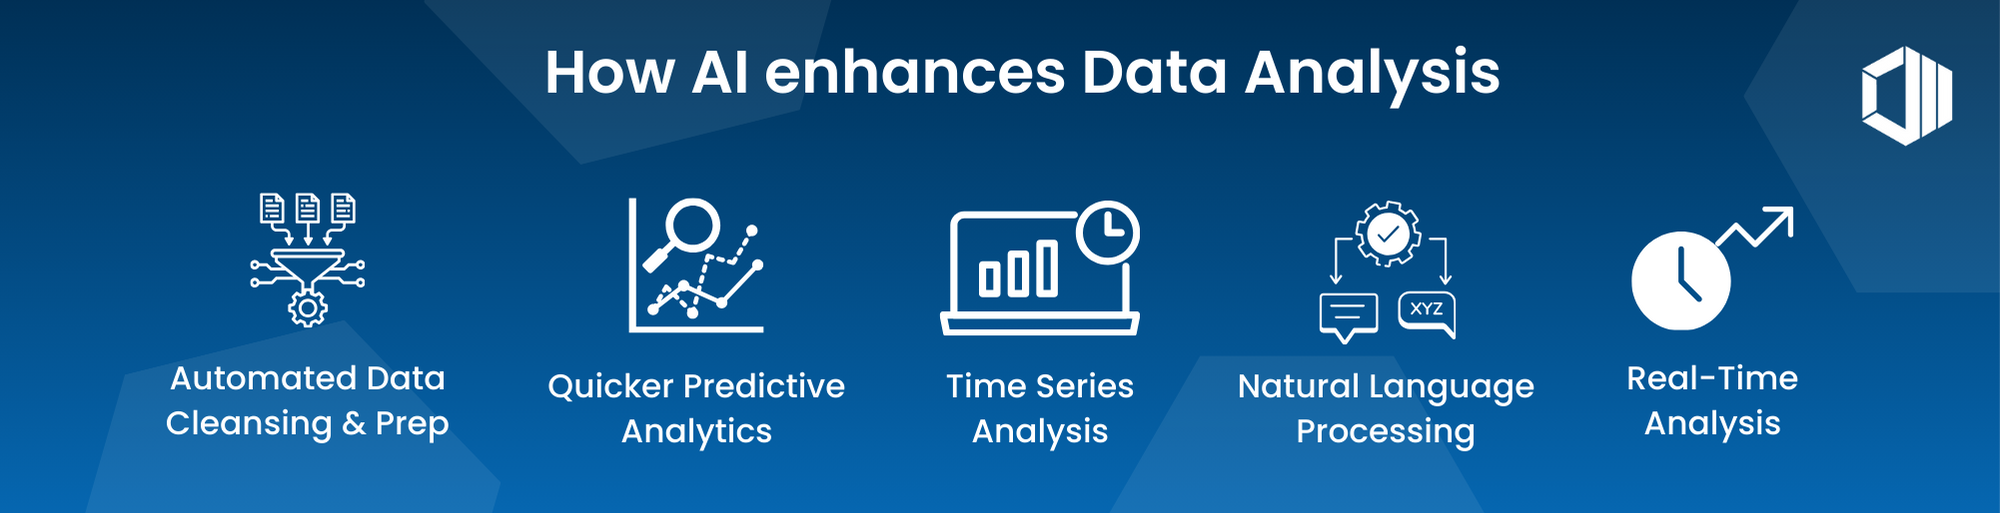 How AI enhances Data Analysis
XYZ
Automated Data
Cleansing & Prep
Quicker Predictive
Analytics
Time Series
Analysis
Natural Language
Processing
Real-Time
Analysis